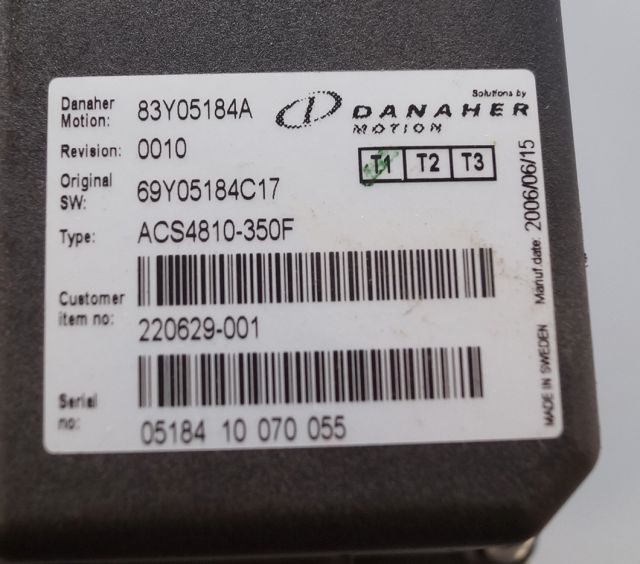 Danaher Motion: 83Y05184A
Solutions by
DANAHER
MOTION
Revision: 0010
T1 T2 T3
Original SW: 69Y05184C17
Type: ACS4810-350F
Customer item no: 220629-001
Serial no: 05184 10 070 055
MADE IN SWEDEN Manuf.date: 2006/06/15